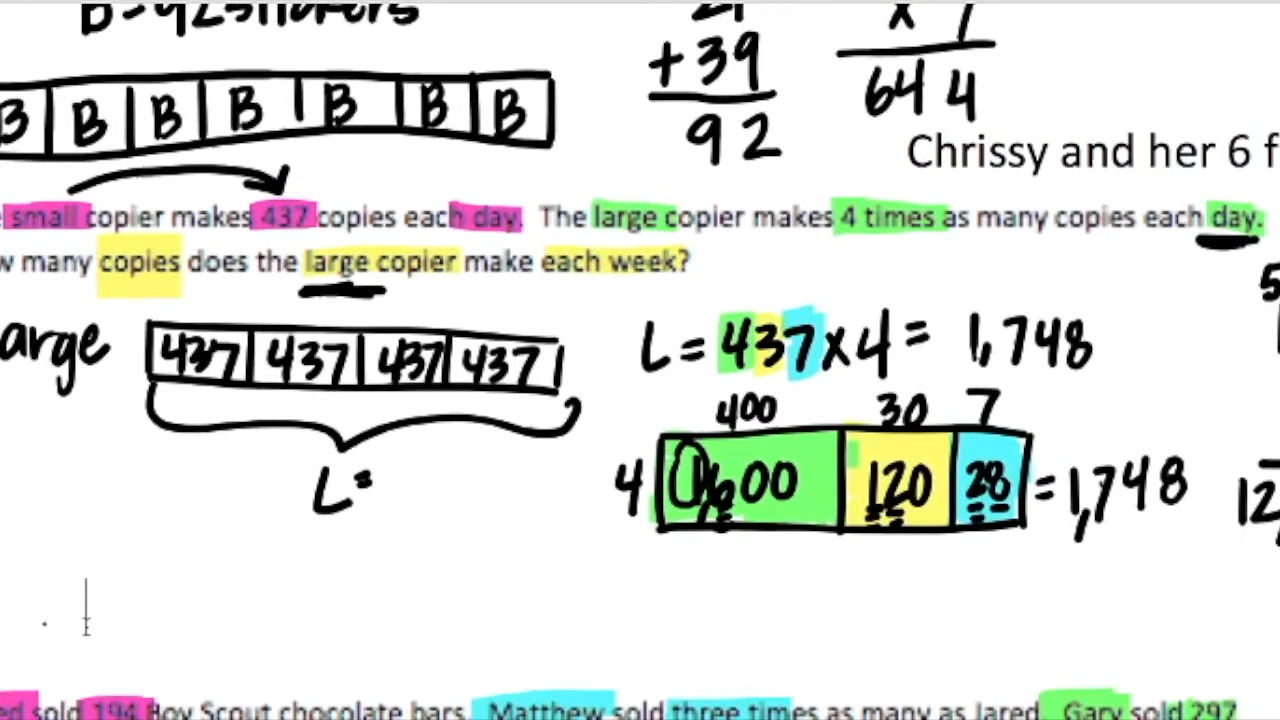 B = 92 stickers
+ 39
92
x 7
644
B B B B B B B
Chrissy and her 6 f
small copier makes 437 copies each day. The large copier makes 4 times as many copies each day.
w many copies does the large copier make each week?
arge 437 437 437 437
L = 437 x 4 = 1,748
400 30 7
4 1,600 120 28 = 1,748
L =
12
ed sold 194 Boy Scout chocolate bars. Matthew sold three times as many as Jared. Gary sold 297